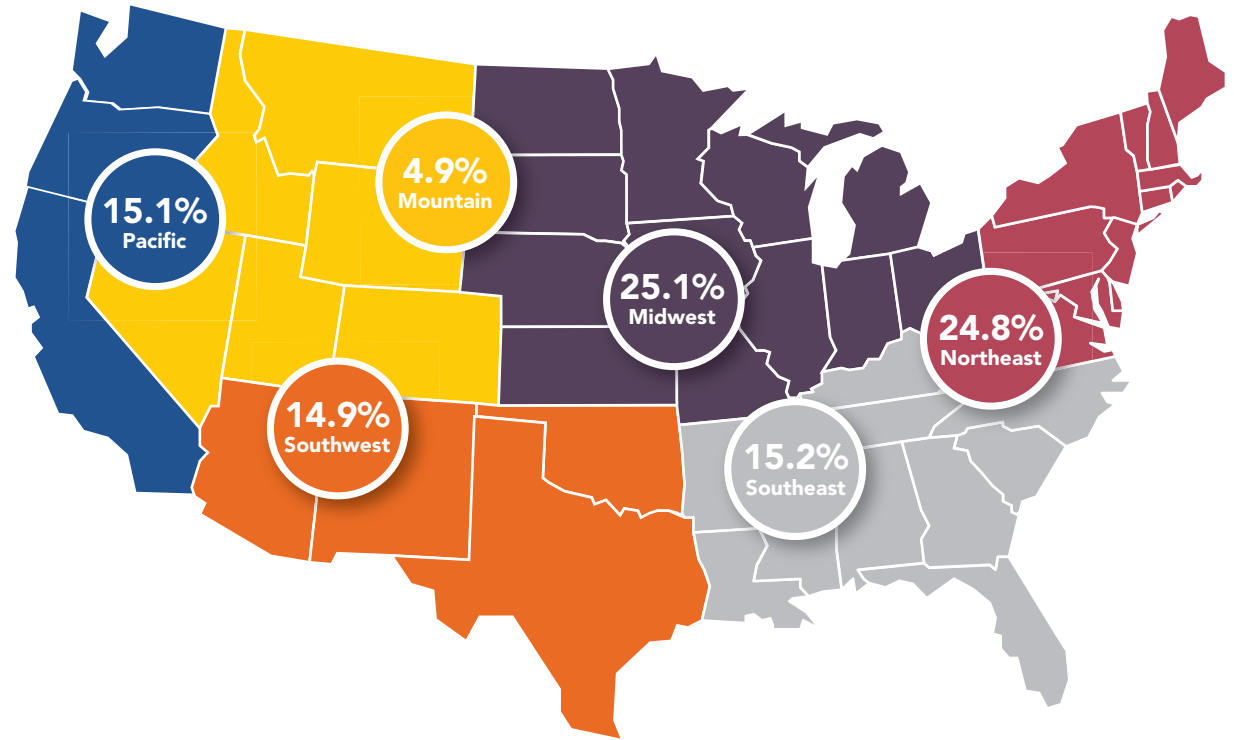 4.9%
Mountain
15.1%
Pacific
25.1%
Midwest
24.8%
Northeast
14.9%
Southwest
15.2%
Southeast